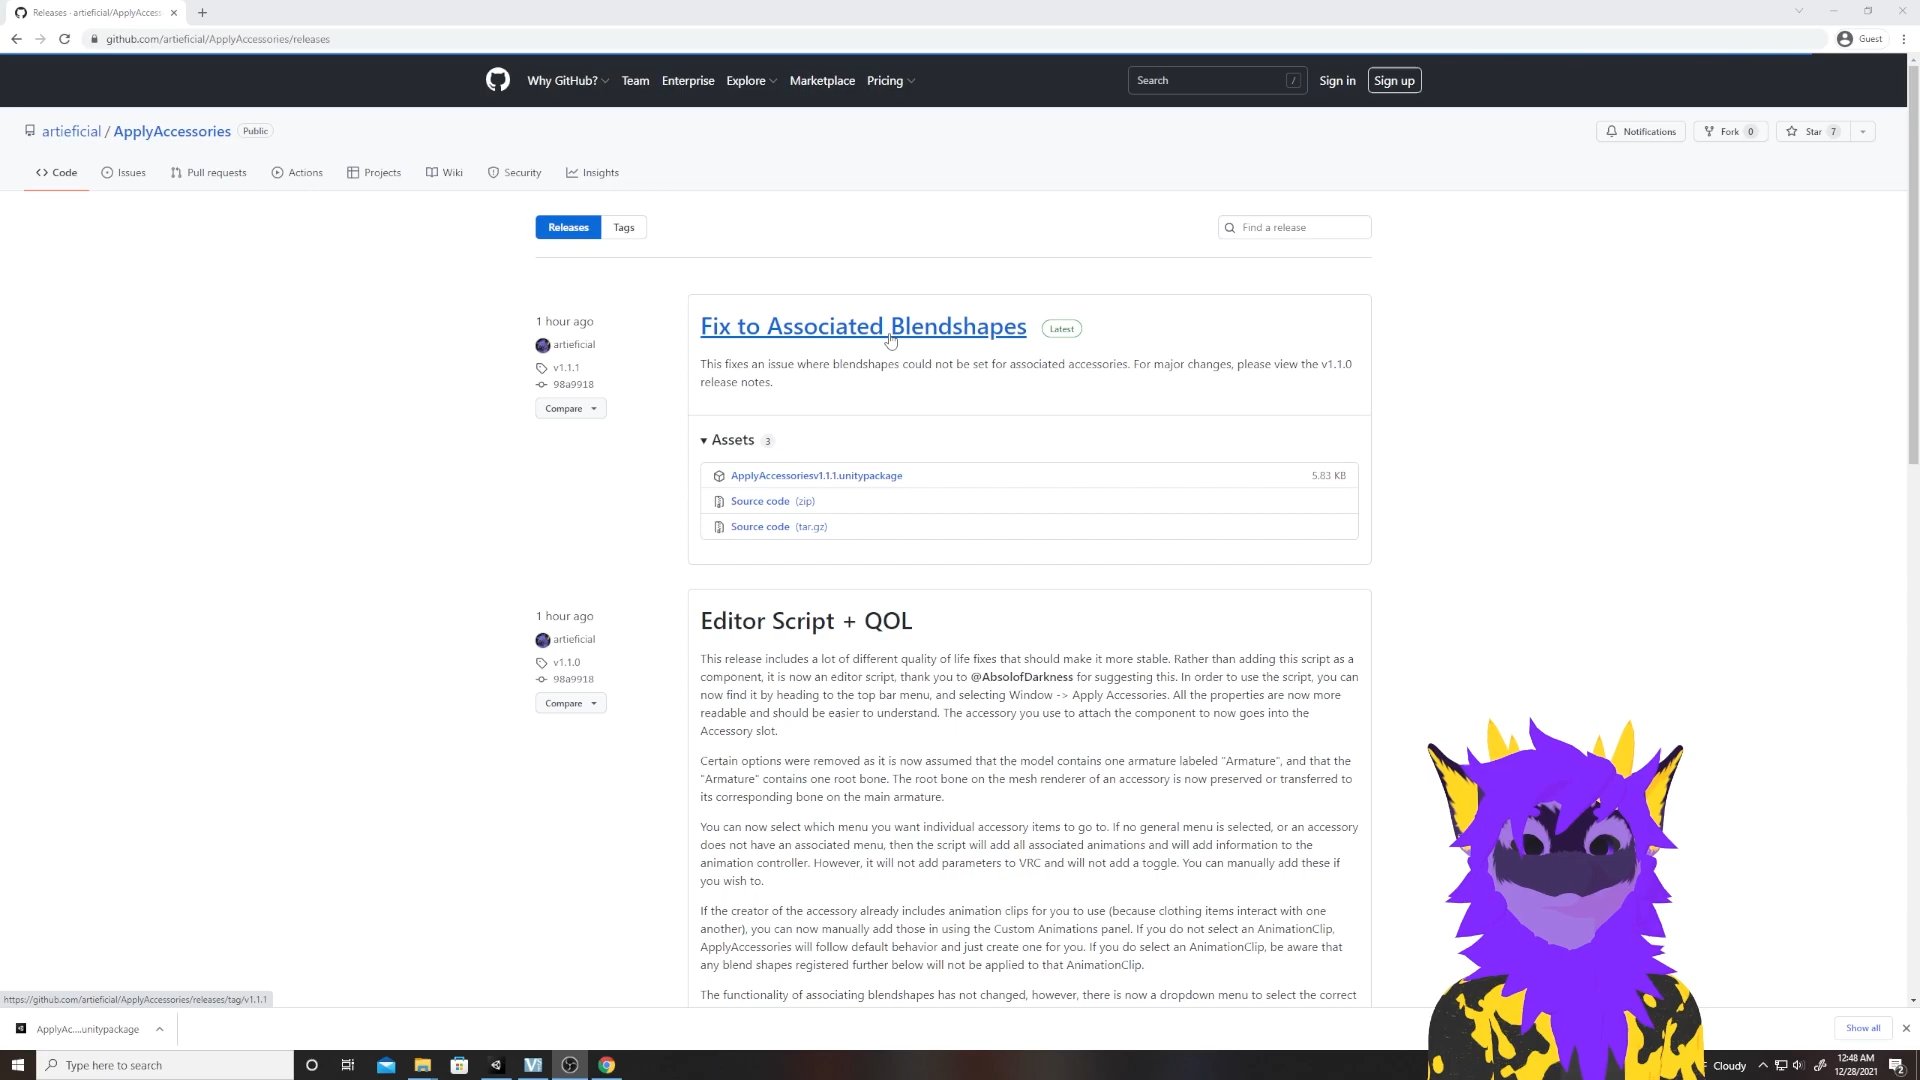 Releases · artieficial/ApplyAccess
github.com/artieficial/ApplyAccessories/releases
Guest
Why GitHub? Team Enterprise Explore Marketplace Pricing
Search /
Sign in Sign up
artieficial / ApplyAccessories Public
Notifications Fork 0 Star 7
Code Issues Pull requests Actions Projects Wiki Security Insights
Releases Tags
Find a release
1 hour ago
artieficial
v1.1.1
98a9918
Compare
Fix to Associated Blendshapes Latest
This fixes an issue where blendshapes could not be set for associated accessories. For major changes, please view the v1.1.0
release notes.
Assets 3
ApplyAccessoriesv1.1.1.unitypackage 5.83 KB
Source code (zip)
Source code (tar.gz)
1 hour ago
artieficial
v1.1.0
98a9918
Compare
Editor Script + QOL
This release includes a lot of different quality of life fixes that should make it more stable. Rather than adding this script as a
component, it is now an editor script, thank you to @AbsolofDarkness for suggesting this. In order to use the script, you can
now find it by heading to the top bar menu, and selecting Window -> Apply Accessories. All the properties are now more
readable and should be easier to understand. The accessory you use to attach the component to now goes into the
Accessory slot.
Certain options were removed as it is now assumed that the model contains one armature labeled "Armature", and that the
"Armature" contains one root bone. The root bone on the mesh renderer of an accessory is now preserved or transferred to
its corresponding bone on the main armature.
You can now select which menu you want individual accessory items to go to. If no general menu is selected, or an accessory
does not have an associated menu, then the script will add all associated animations and will add information to the
animation controller. However, it will not add parameters to VRC and will not add a toggle. You can manually add these if
you wish to.
If the creator of the accessory already includes animation clips for you to use (because clothing items interact with one
another), you can now manually add those in using the Custom Animations panel. If you do not select an AnimationClip,
ApplyAccessories will follow default behavior and just create one for you. If you do select an AnimationClip, be aware that
any blend shapes registered further below will not be applied to that AnimationClip.
The functionality of associating blendshapes has not changed, however, there is now a dropdown menu to select the correct
https://github.com/artieficial/ApplyAccessories/releases/tag/v1.1.1
ApplyAc....unitypackage
Show all
Type here to search
Cloudy
12:48 AM
12/28/2021
2